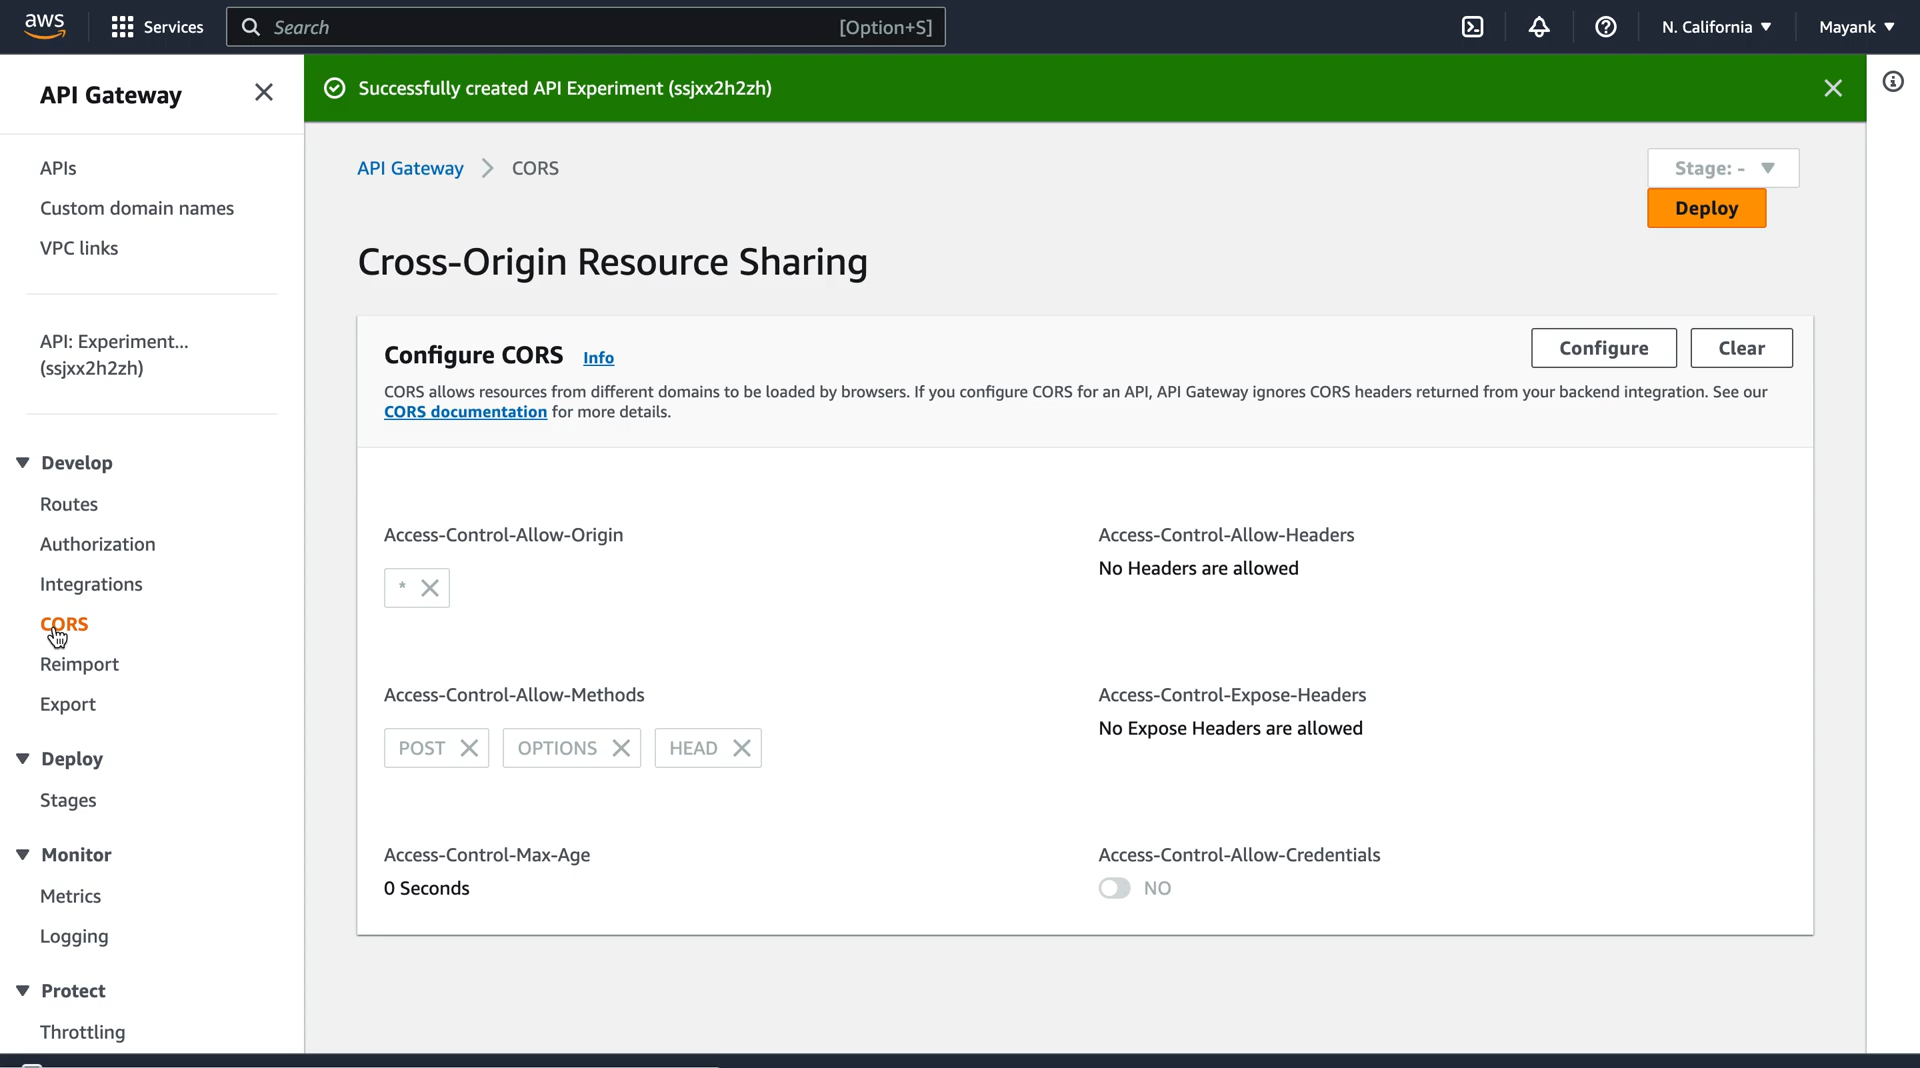 aws
Services
Search
[Option+S]
N. California
Mayank
API Gateway
APIs
Custom domain names
VPC links
API: Experiment...
(ssjxx2h2zh)
Develop
Routes
Authorization
Integrations
CORS
Reimport
Export
Deploy
Stages
Monitor
Metrics
Logging
Protect
Throttling
Successfully created API Experiment (ssjxx2h2zh)
API Gateway > CORS
Stage: -
Deploy
Cross-Origin Resource Sharing
Configure CORS Info
Configure
Clear
CORS allows resources from different domains to be loaded by browsers. If you configure CORS for an API, API Gateway ignores CORS headers returned from your backend integration. See our
CORS documentation for more details.
Access-Control-Allow-Origin
*
Access-Control-Allow-Headers
No Headers are allowed
Access-Control-Allow-Methods
POST OPTIONS HEAD
Access-Control-Expose-Headers
No Expose Headers are allowed
Access-Control-Max-Age
0 Seconds
Access-Control-Allow-Credentials
NO